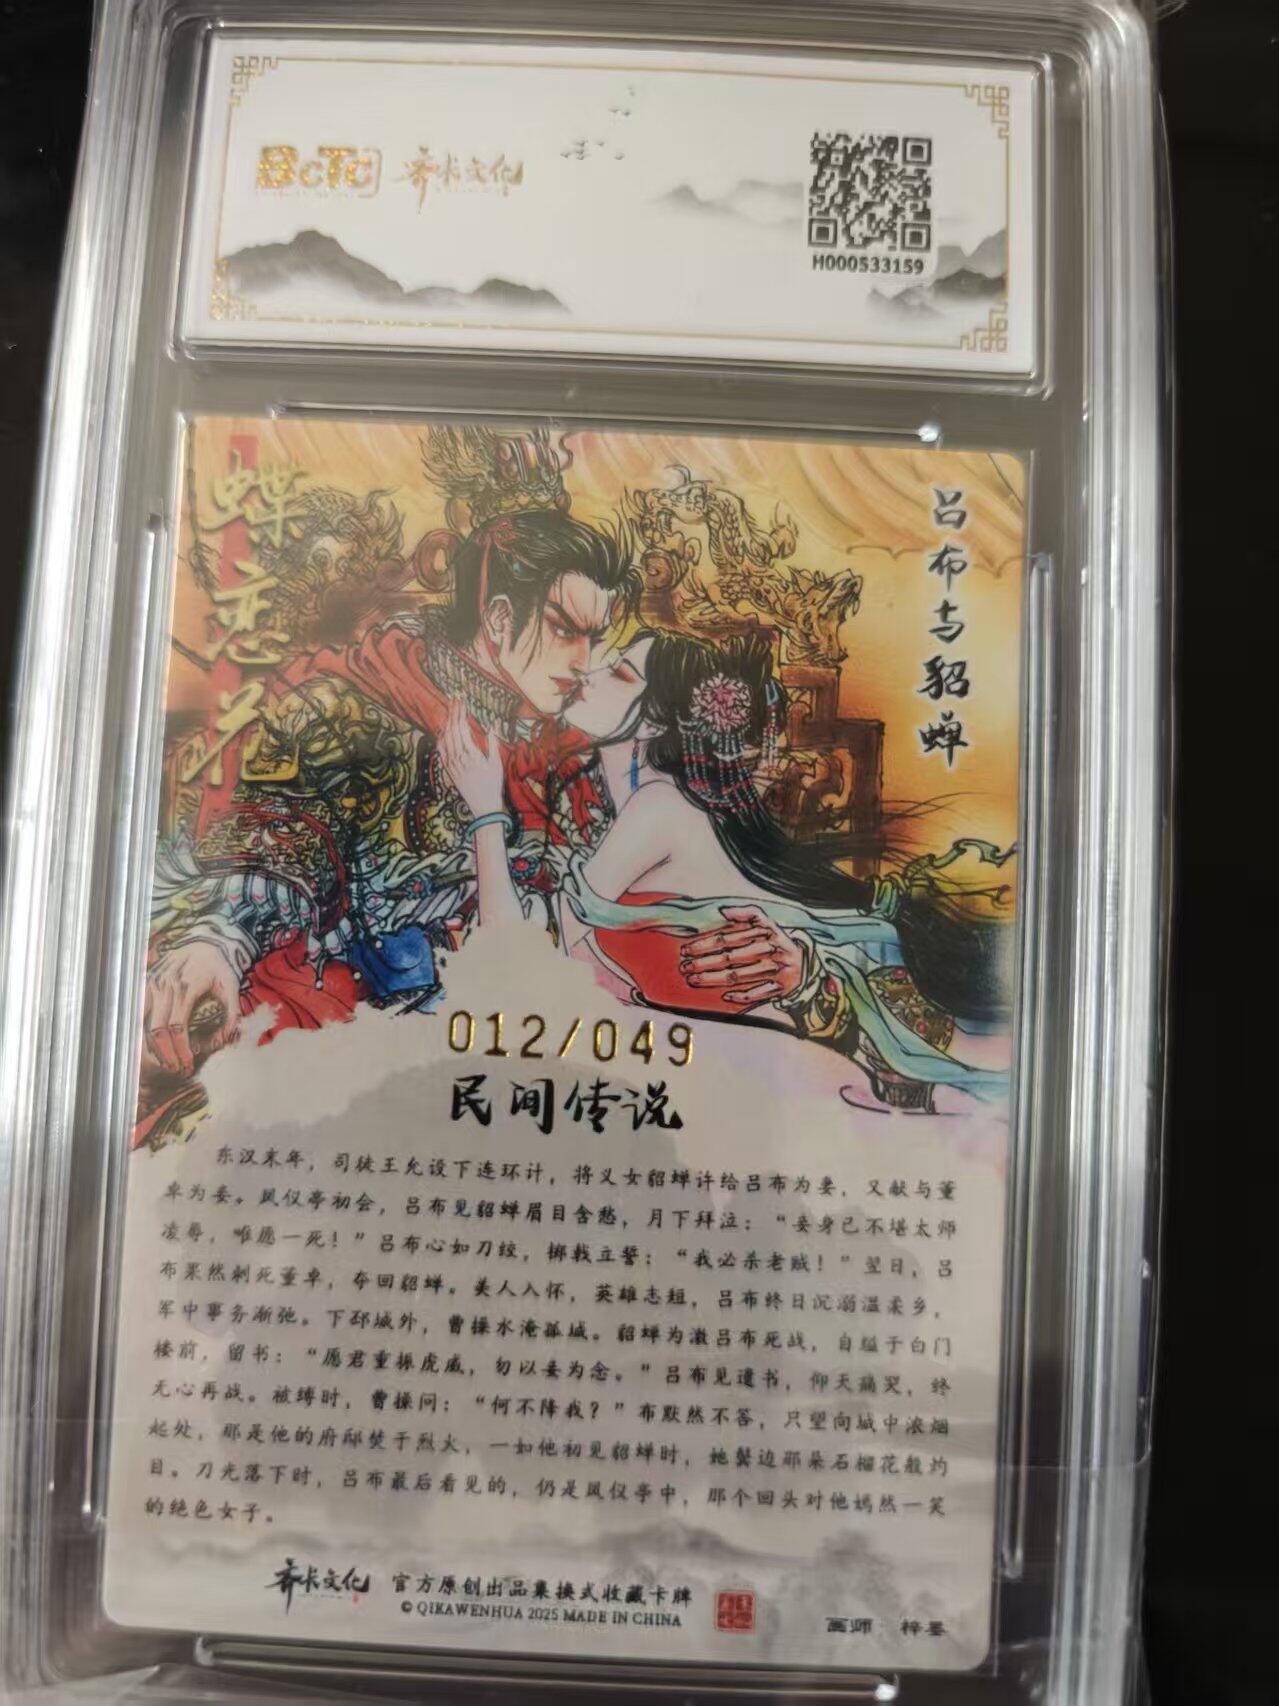 BCTC 齐卡文化
H000533159
蝶恋花
吕布与貂蝉
012/049
民间传说
东汉末年，司徒王允设下连环计，将义女貂蝉许给吕布为妻，又献与董
卓为妾。凤仪亭初会，吕布见貂蝉眉目含愁，月下拜泣：“妾身已不堪太师
凌辱，唯愿一死！”吕布心如刀绞，掷戟立誓：“我必杀老贼！”翌日，吕
布果然刺死董卓，夺回貂蝉。美人入怀，英雄志短，吕布终日沉溺温柔乡，
军中事务渐弛。下邳城外，曹操水淹孤城。貂蝉为激吕布死战，自缢于白门
楼前，留书：“愿君重振虎威，勿以妾为念。”吕布见遗书，仰天痛哭，终
无心再战。被缚时，曹操问：“何不降我？”布默然不答，只望向城中浓烟
起处，那是他的府邸焚于烈火，一如他初见貂蝉时，她鬓边那朵石榴花般灼
目。刀光落下时，吕布最后看见的，仍是凤仪亭中，那个回头对他嫣然一笑
的绝色女子。
齐卡文化 官方原创出品集换式收藏卡牌
© QIKAWENHUA 2025 MADE IN CHINA
画师：梓晏